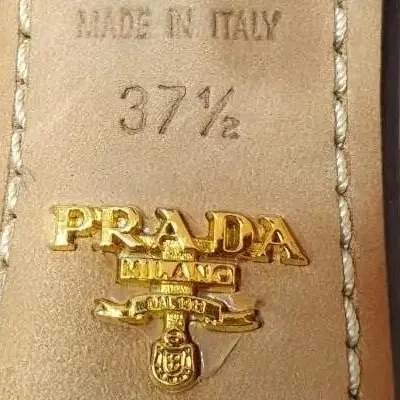 MADE IN ITALY
37½
PRADA
MILANO
DAL 1913